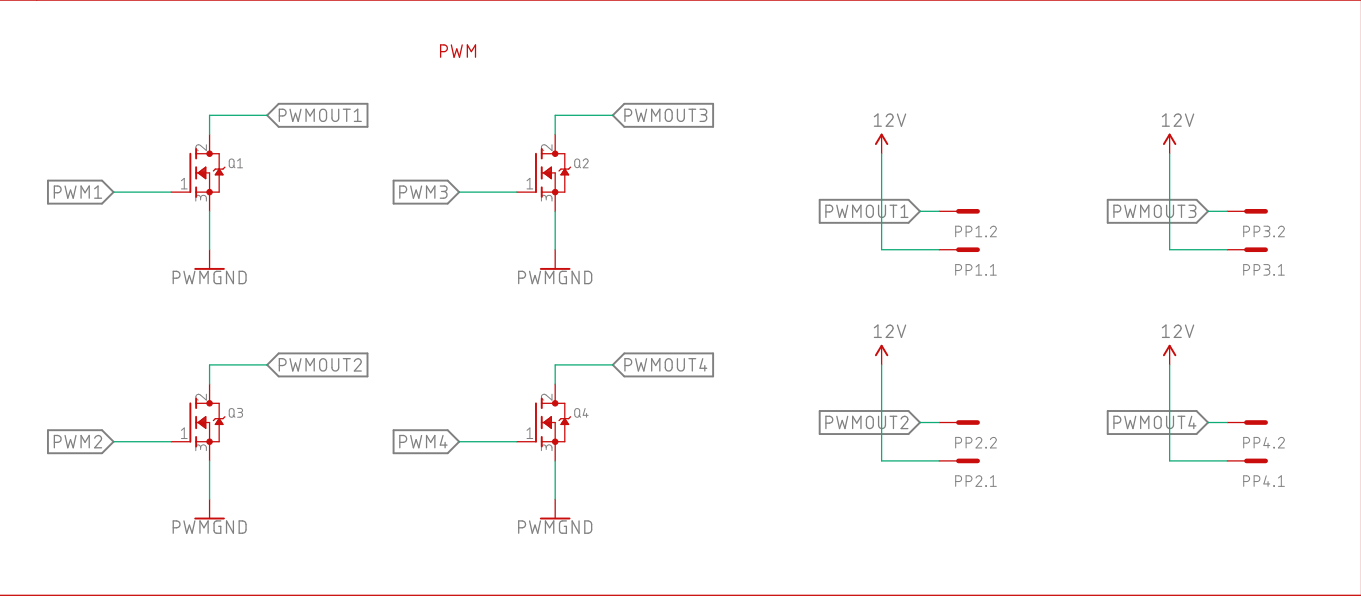 PWM
PWMOUT1
2
Q1
PWM1
1
3
PWMGND
PWMOUT3
2
Q2
PWM3
1
3
PWMGND
PWMOUT2
2
Q3
PWM2
1
3
PWMGND
PWMOUT4
2
Q4
PWM4
1
3
PWMGND
12V
PWMOUT1
PP1.2
PP1.1
12V
PWMOUT3
PP3.2
PP3.1
12V
PWMOUT2
PP2.2
PP2.1
12V
PWMOUT4
PP4.2
PP4.1